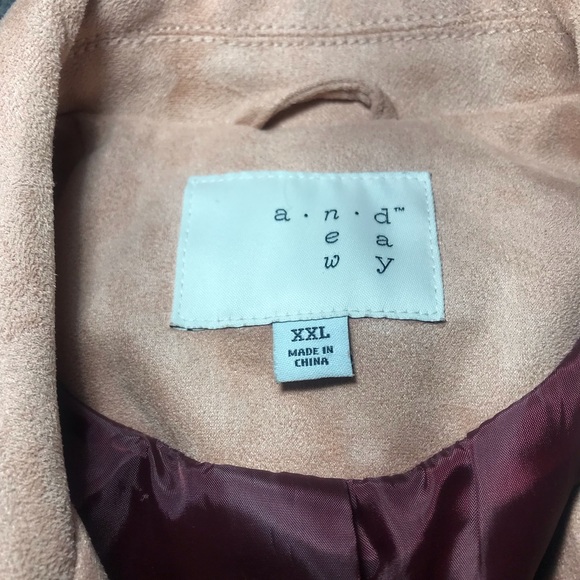 a · n · d™
e a
w y
XXL
MADE IN
CHINA